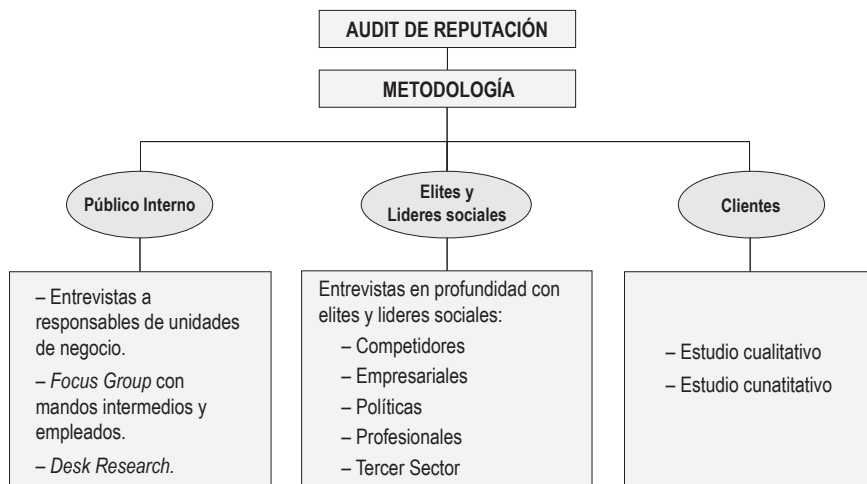 AUDIT DE REPUTACIÓN
METODOLOGÍA
Público Interno
Elites y
Lideres sociales
Clientes
– Entrevistas a
responsables de unidades
de negocio.
– Focus Group con
mandos intermedios y
empleados.
– Desk Research.
Entrevistas en profundidad con
elites y lideres sociales:
– Competidores
– Empresariales
– Políticas
– Profesionales
– Tercer Sector
– Estudio cualitativo
– Estudio cunatitativo